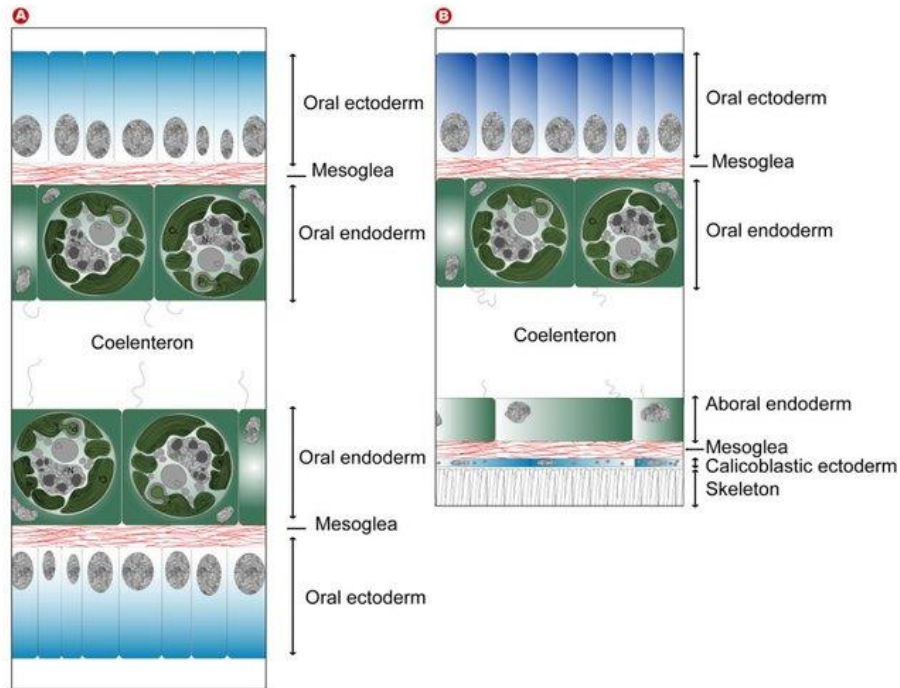 A
Oral ectoderm
Mesoglea
Oral endoderm
Coelenteron
Oral endoderm
Mesoglea
Oral ectoderm
B
Oral ectoderm
Mesoglea
Oral endoderm
Coelenteron
Aboral endoderm
Mesoglea
Calicoblastic ectoderm
Skeleton